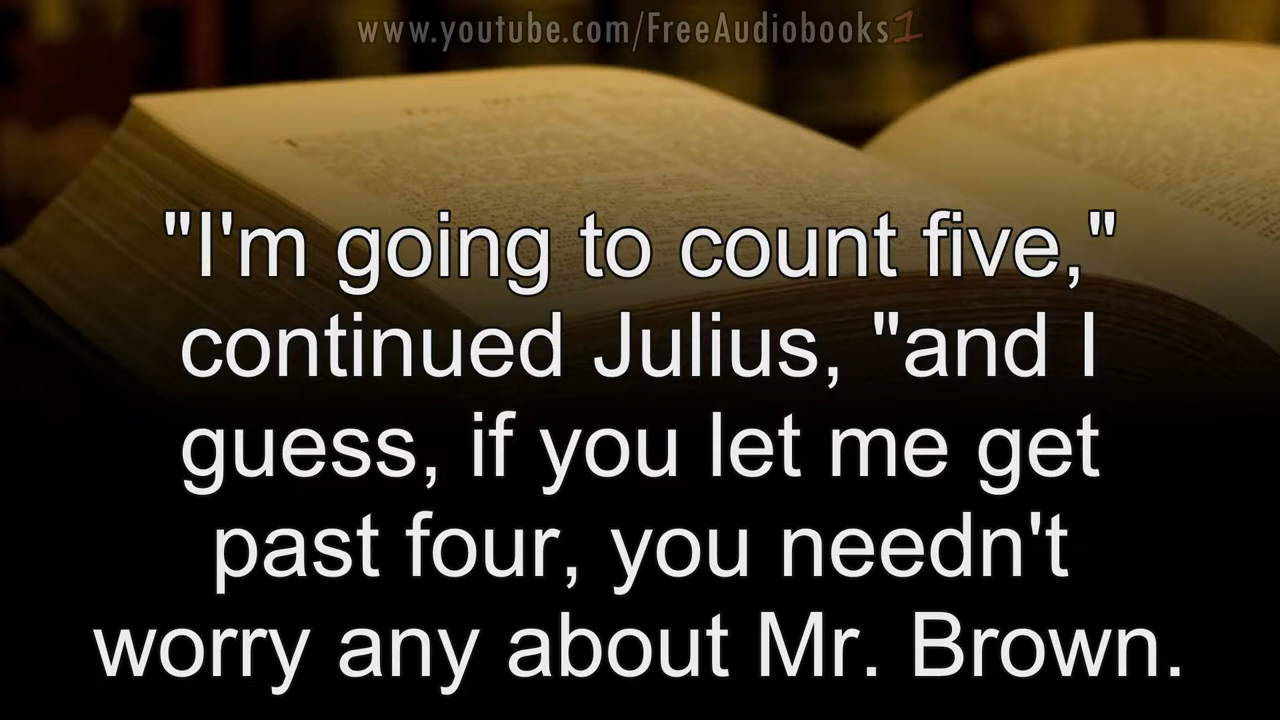 www.youtube.com/FreeAudiobooks1
"I'm going to count five,"
continued Julius, "and I
guess, if you let me get
past four, you needn't
worry any about Mr. Brown.